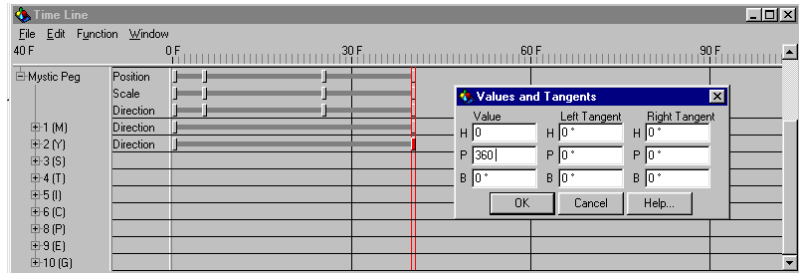 Time Line
File Edit Function Window
40 F 0 F 30 F 60 F 90 F
Mystic Peg Position
Scale
Direction
1 (M) Direction
2 (Y) Direction
3 (S)
4 (T)
5 (I)
6 (C)
8 (P)
9 (E)
10 (G)
Values and Tangents
Value Left Tangent Right Tangent
H 0 H 0 ° H 0 °
P 360 P 0 ° P 0 °
B 0 ° B 0 ° B 0 °
OK Cancel Help...